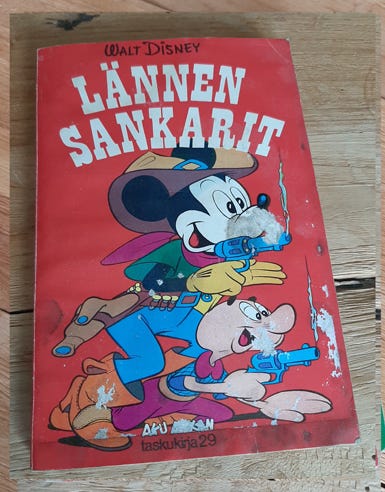 WALT DISNEY
LÄNNEN
SANKARIT
taskukirja 29